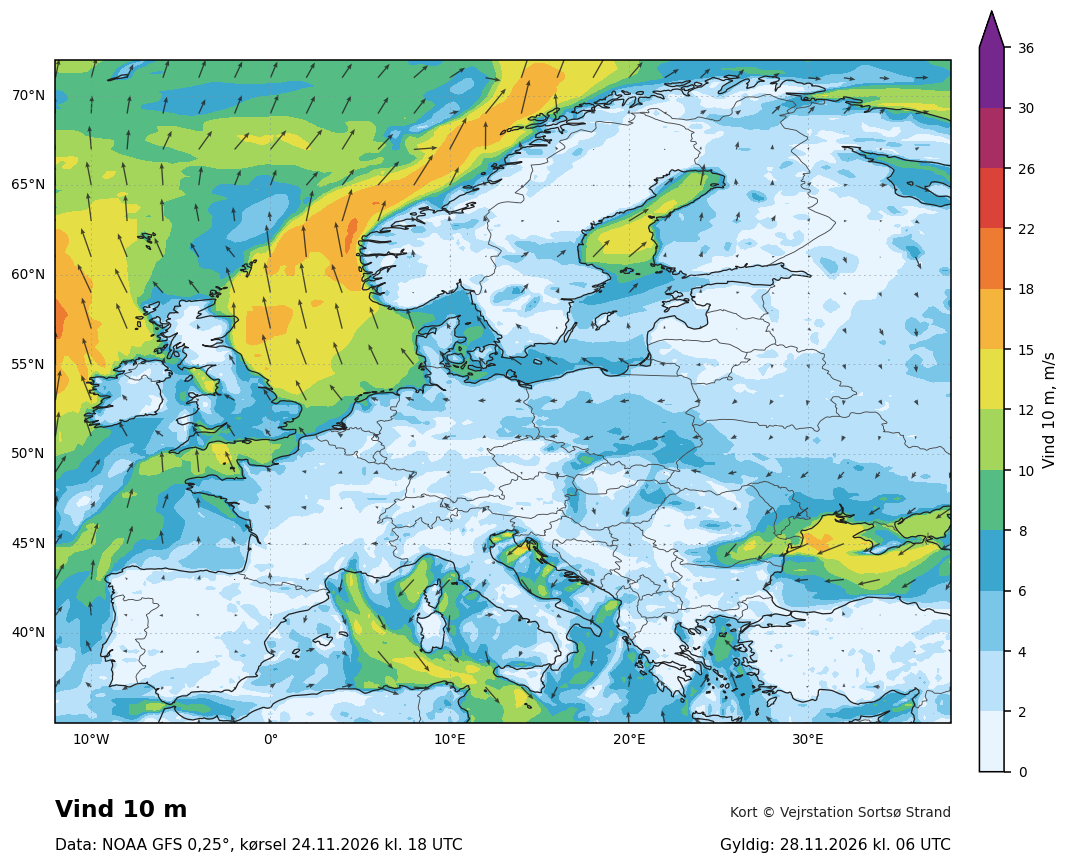 36
30
26
22
18
15
12
10
8
6
4
2
0
Vind 10 m, m/s
70°N
65°N
60°N
55°N
50°N
45°N
40°N
10°W
0°
10°E
20°E
30°E
Vind 10 m
Kort © Vejrstation Sortsø Strand
Data: NOAA GFS 0,25°, kørsel 24.11.2026 kl. 18 UTC
Gyldig: 28.11.2026 kl. 06 UTC